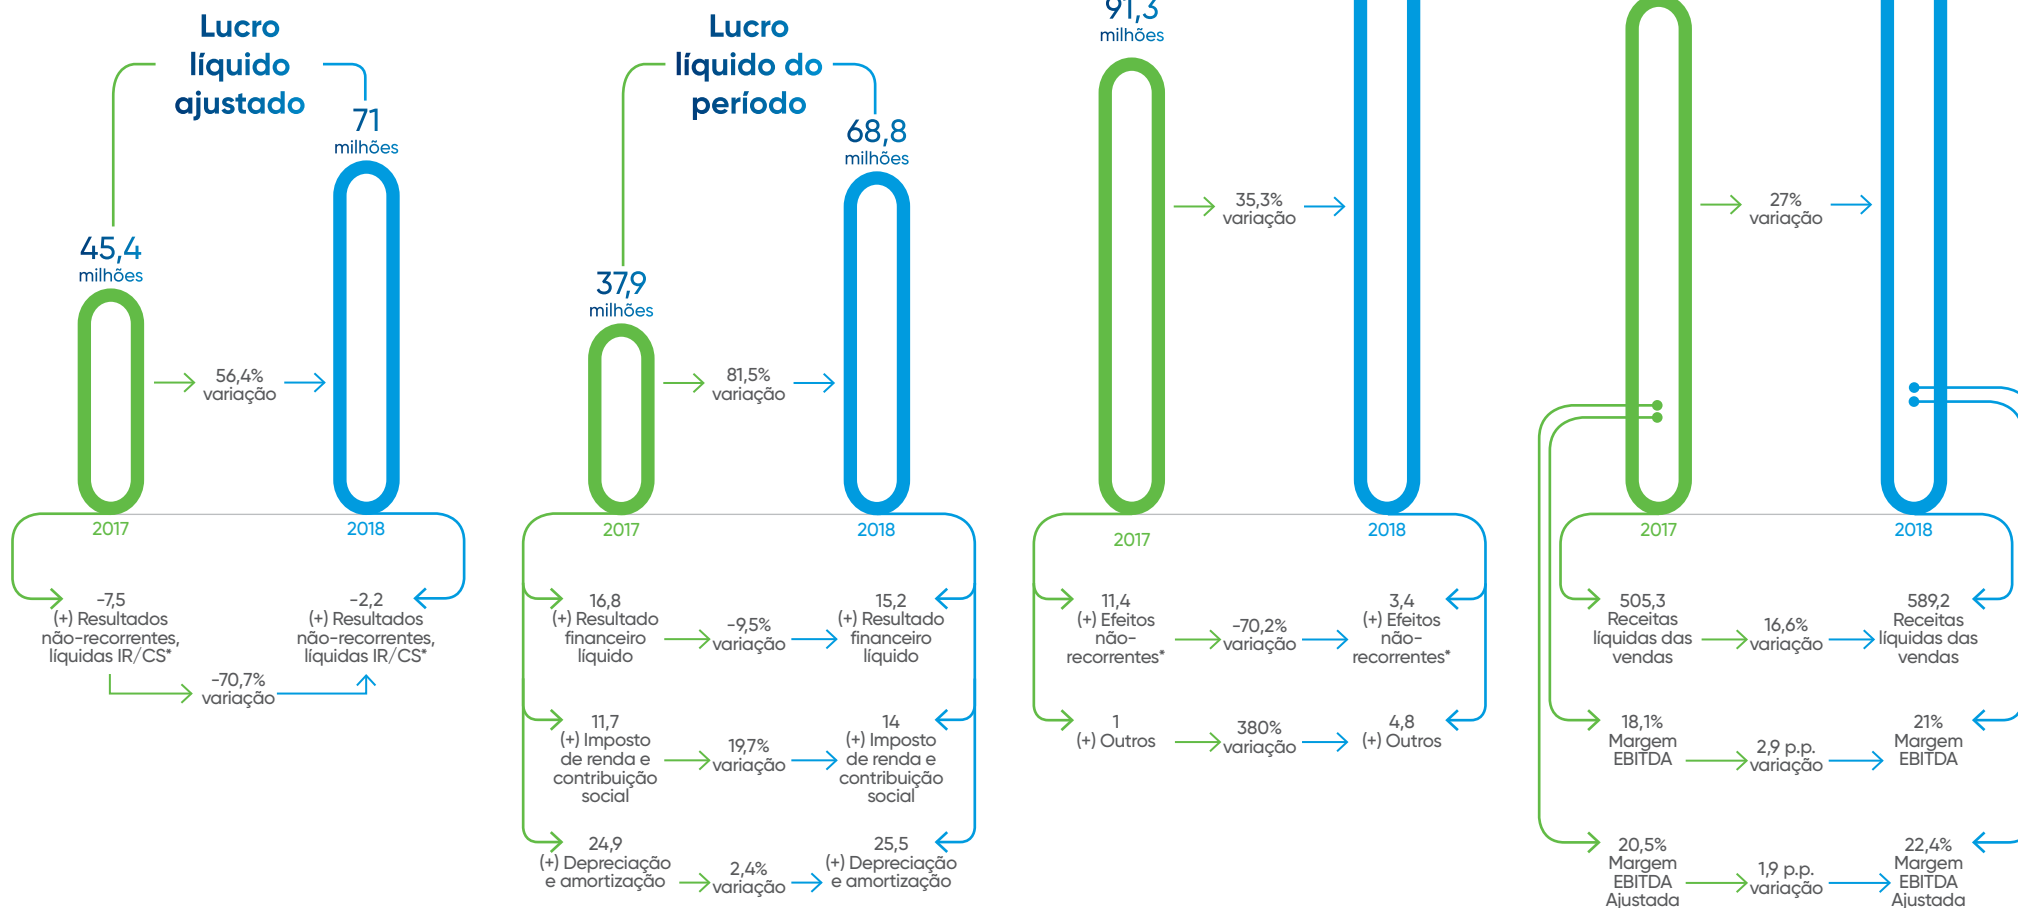 Lucro
líquido
ajustado
45,4
milhões
71
milhões
56,4%
variação
2017
2018
-7,5
(+) Resultados
não-recorrentes,
líquidas IR/CS*
-2,2
(+) Resultados
não-recorrentes,
líquidas IR/CS*
-70,7%
variação
Lucro
líquido do
período
37,9
milhões
68,8
milhões
81,5%
variação
2017
2018
16,8
(+) Resultado
financeiro
líquido
-9,5%
variação
15,2
(+) Resultado
financeiro
líquido
11,7
(+) Imposto
de renda e
contribuição
social
19,7%
variação
14
(+) Imposto
de renda e
contribuição
social
24,9
(+) Depreciação
e amortização
2,4%
variação
25,5
(+) Depreciação
e amortização
91,3
milhões
35,3%
variação
2017
2018
11,4
(+) Efeitos
não-
recorrentes*
-70,2%
variação
3,4
(+) Efeitos
não-
recorrentes*
1
(+) Outros
380%
variação
4,8
(+) Outros
27%
variação
2017
2018
505,3
Receitas
líquidas das
vendas
16,6%
variação
589,2
Receitas
líquidas das
vendas
18,1%
Margem
EBITDA
2,9 p.p.
variação
21%
Margem
EBITDA
20,5%
Margem
EBITDA
Ajustada
1,9 p.p.
variação
22,4%
Margem
EBITDA
Ajustada